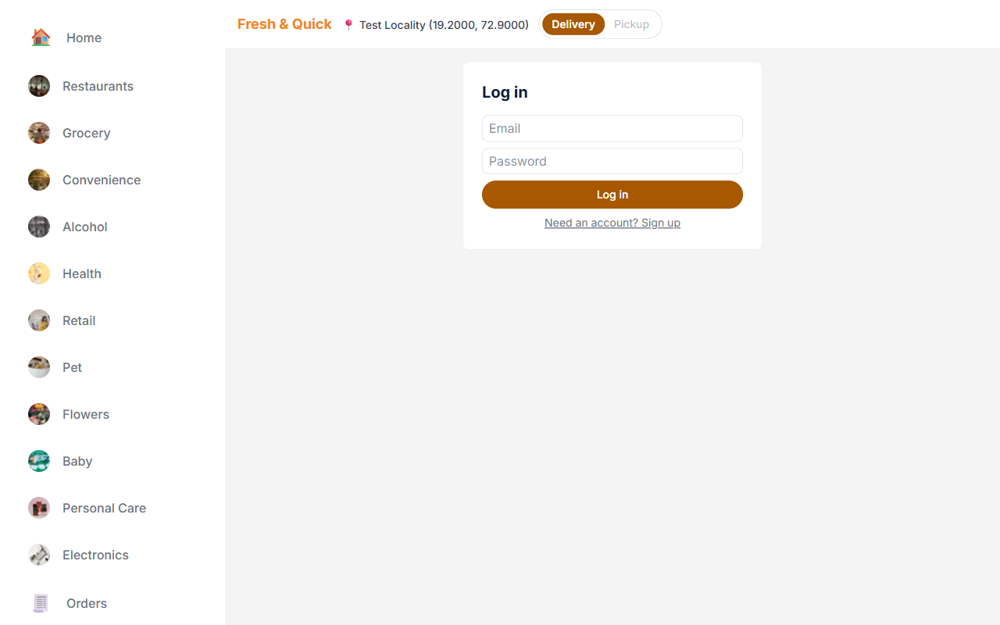 Home
Restaurants
Grocery
Convenience
Alcohol
Health
Retail
Pet
Flowers
Baby
Personal Care
Electronics
Orders
Fresh & Quick
Test Locality (19.2000, 72.9000)
Delivery
Pickup
Log in
Email
Password
Log in
Need an account? Sign up